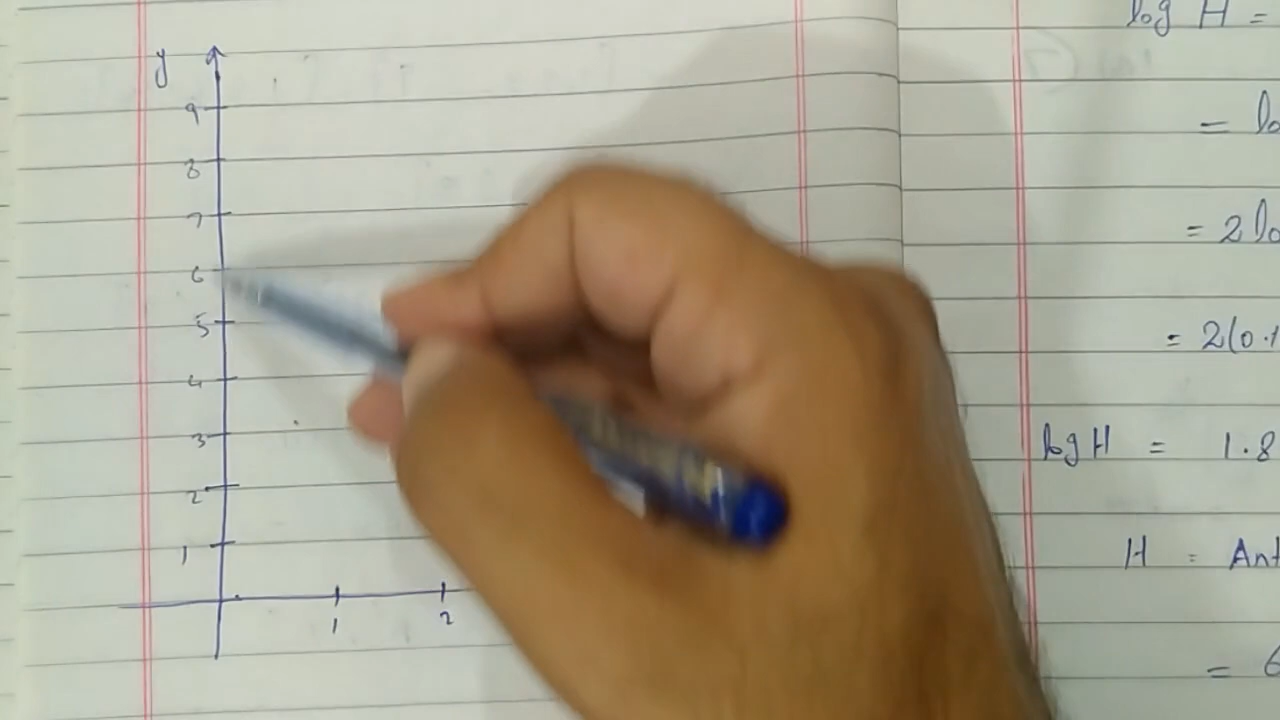 y
9
8
7
6
5
4
3
2
1
1 2
log H =
= lo
= 2 lo
= 2(0.1
log H = 1.8
H = Ant
= 6